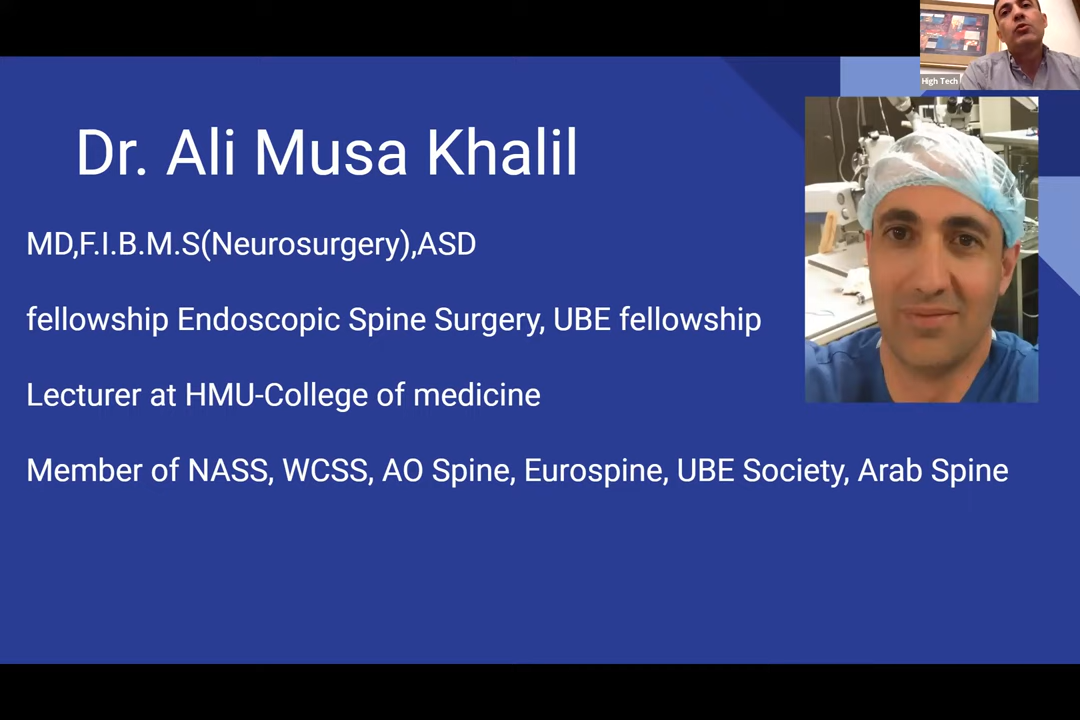 High Tech
Dr. Ali Musa Khalil
MD,F.I.B.M.S(Neurosurgery),ASD
fellowship Endoscopic Spine Surgery, UBE fellowship
Lecturer at HMU-College of medicine
Member of NASS, WCSS, AO Spine, Eurospine, UBE Society, Arab Spine